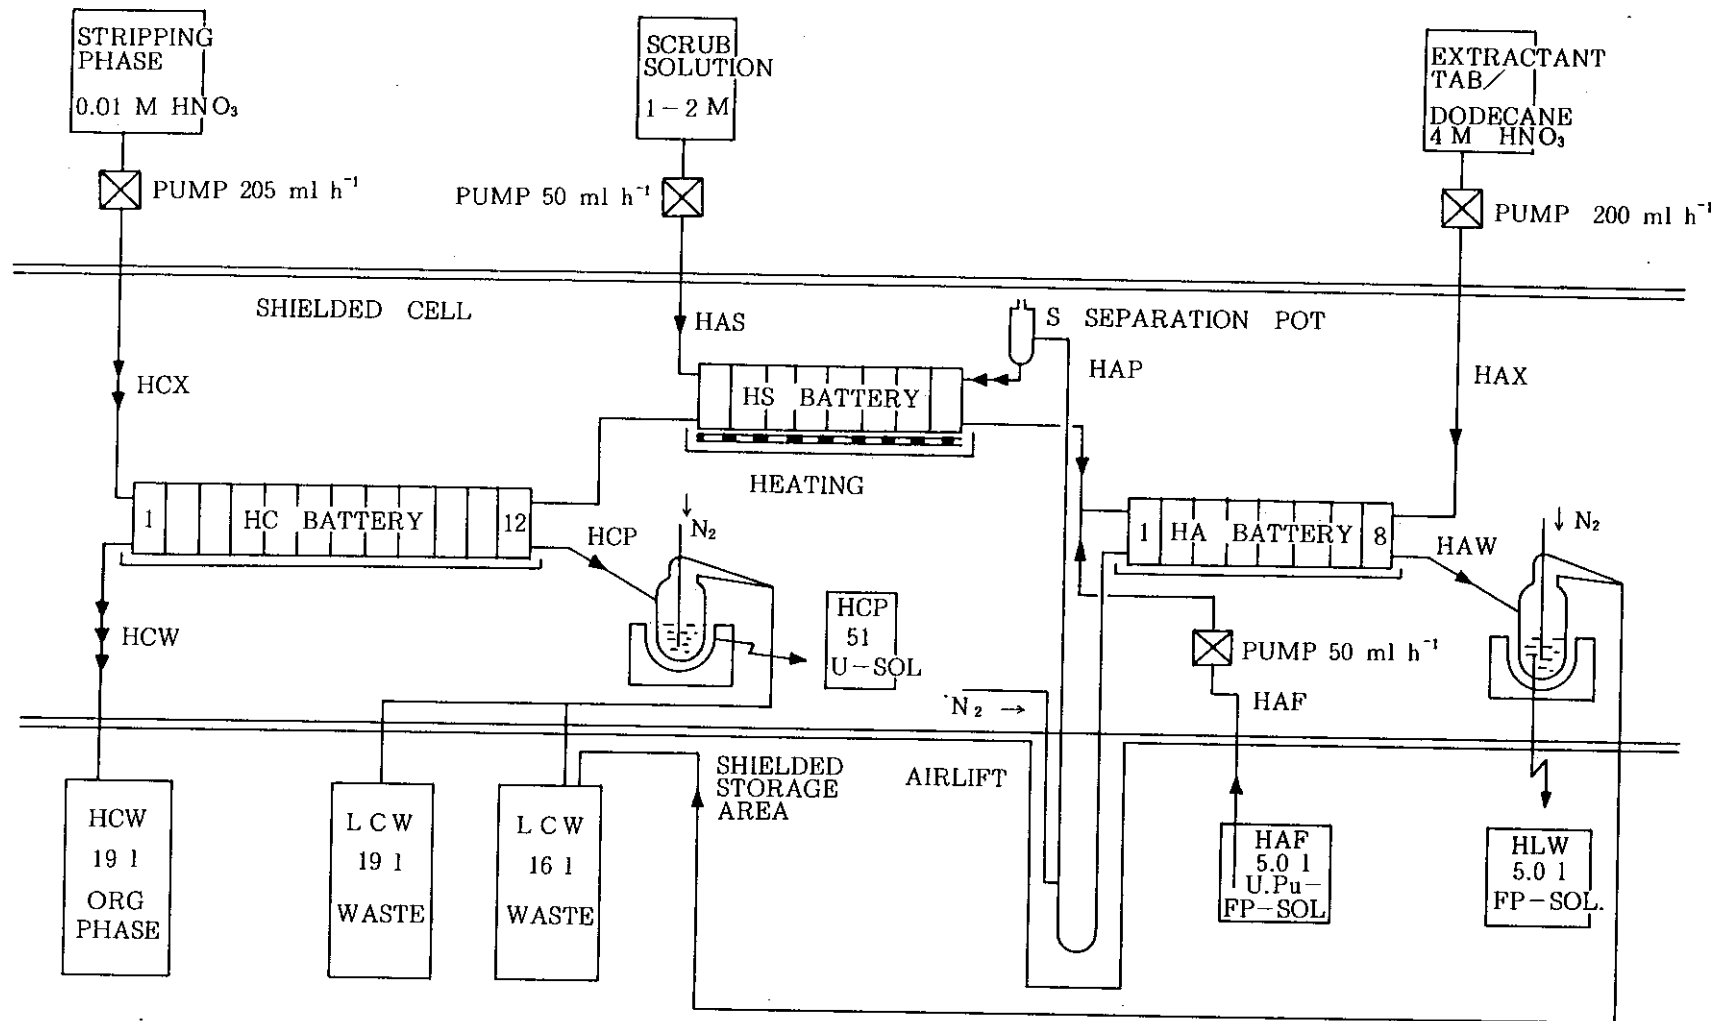 STRIPPING
PHASE
0.01 M HNO₃
SCRUB
SOLUTION
1-2 M
EXTRACTANT
TAB/
DODECANE
4 M HNO₃
PUMP 205 ml h⁻¹
PUMP 50 ml h⁻¹
PUMP 200 ml h⁻¹
SHIELDED CELL
HAS
S SEPARATION POT
HAP
HCX
HAX
HS BATTERY
HEATING
1 HC BATTERY 12
HCP
↓ N₂
1 HA BATTERY 8
HAW
↓ N₂
HCW
HCP
51
U-SOL
PUMP 50 ml h⁻¹
HAF
N₂ →
SHIELDED
STORAGE
AREA
AIRLIFT
HCW
19 l
ORG
PHASE
LCW
19 l
WASTE
LCW
16 l
WASTE
HAF
5.0 l
U.Pu-
FP-SOL
HLW
5.0 l
FP-SOL.